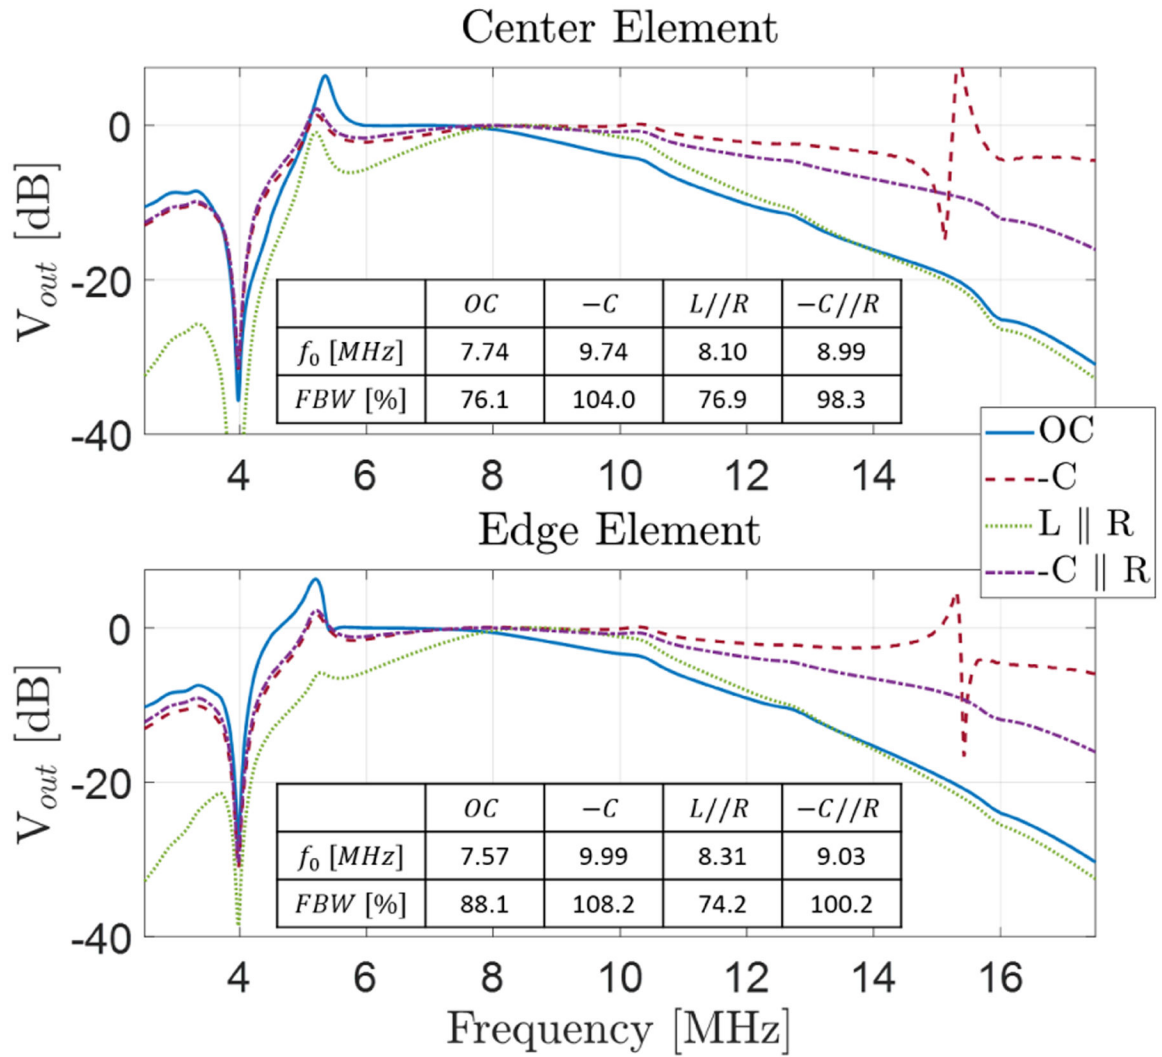 Center Element
V_out [dB]
0
-20
-40
OC −C L//R −C//R
f₀ [MHz] 7.74 9.74 8.10 8.99
FBW [%] 76.1 104.0 76.9 98.3
4 6 8 10 12 14
OC
-C
L ∥ R
-C ∥ R
Edge Element
V_out [dB]
0
-20
-40
OC −C L//R −C//R
f₀ [MHz] 7.57 9.99 8.31 9.03
FBW [%] 88.1 108.2 74.2 100.2
4 6 8 10 12 14 16
Frequency [MHz]